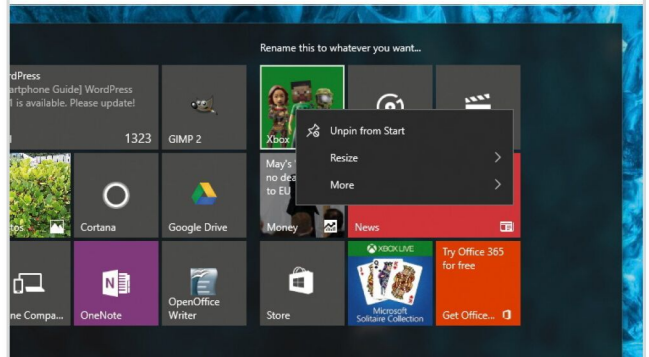 Rename this to whatever you want...
rdPress
artphone Guide] WordPress
1 is available. Please update!
1323
GIMP 2
Xbox
Unpin from Start
Resize
More
May's
no dea
to EU
Cortana
Google Drive
Money
News
XBOX LIVE
Try Office 365
for free
ne Compa...
OneNote
OpenOffice
Writer
Store
Microsoft
Solitaire Collection
Get Office...